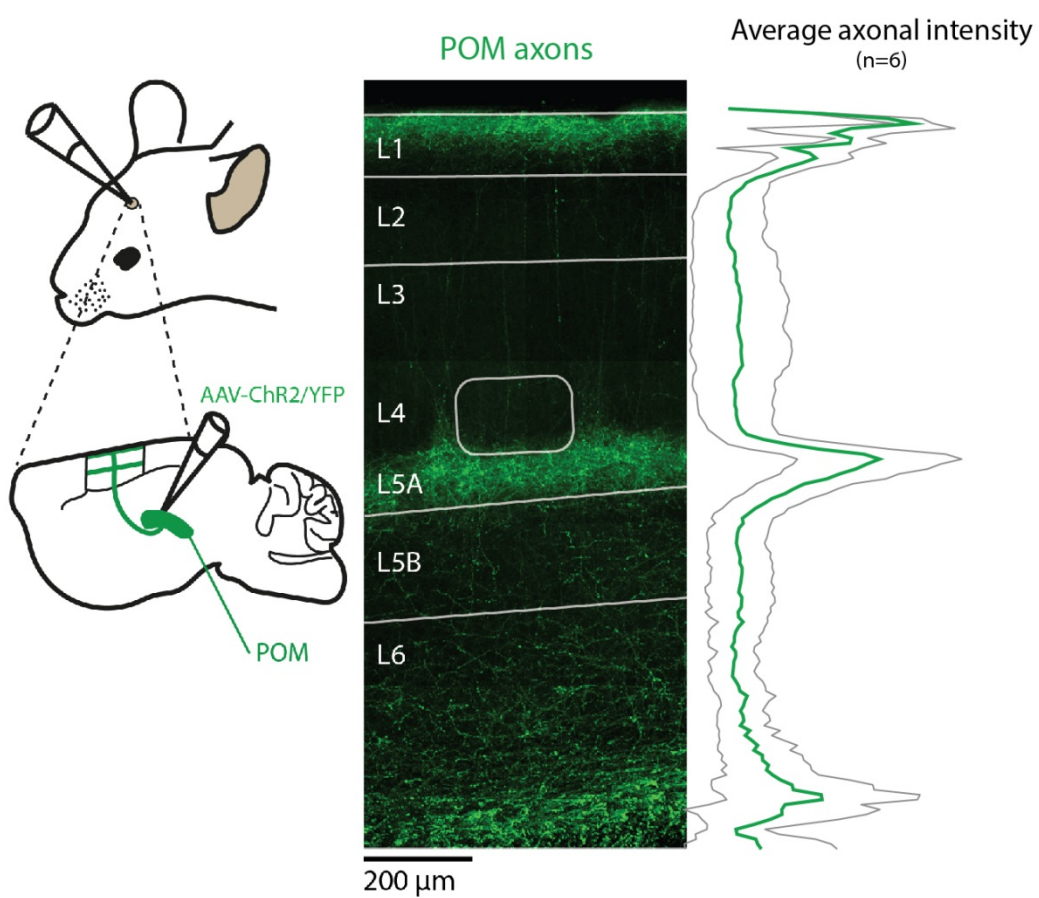 POM axons
Average axonal intensity
(n=6)
L1
L2
L3
AAV-ChR2/YFP
L4
L5A
L5B
POM
L6
200 µm